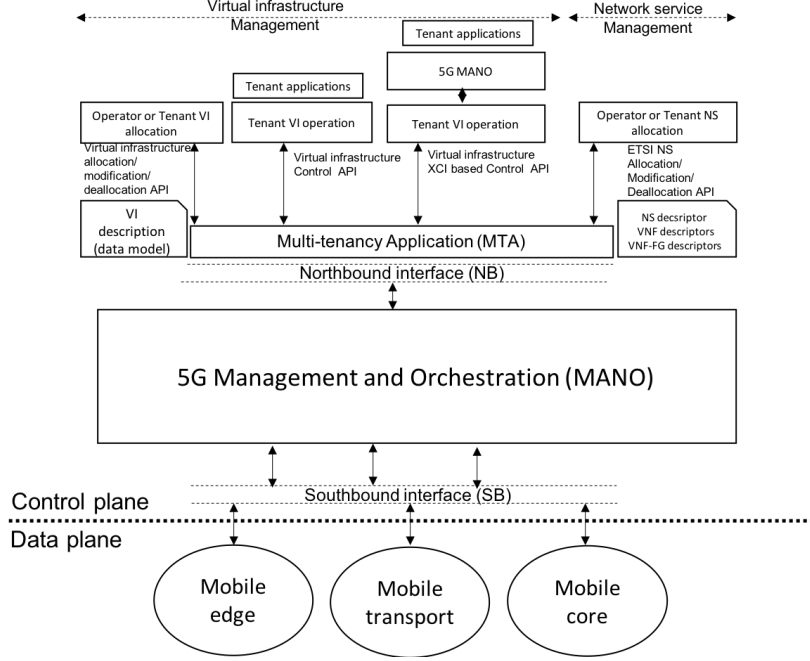 Virtual infrastructure
Management
Network service
Management
Tenant applications
5G MANO
Tenant applications
Operator or Tenant VI
allocation
Tenant VI operation
Tenant VI operation
Operator or Tenant NS
allocation
Virtual infrastructure
allocation/
modification/
deallocation API
Virtual infrastructure
Control  API
Virtual infrastructure
XCI based Control  API
ETSI NS
Allocation/
Modification/
Deallocation API
VI
description
(data model)
NS decsriptor
VNF descriptors
VNF-FG descriptors
Multi-tenancy Application (MTA)
Northbound interface (NB)
5G Management and Orchestration (MANO)
Southbound interface (SB)
Control plane
Data plane
Mobile
edge
Mobile
transport
Mobile
core